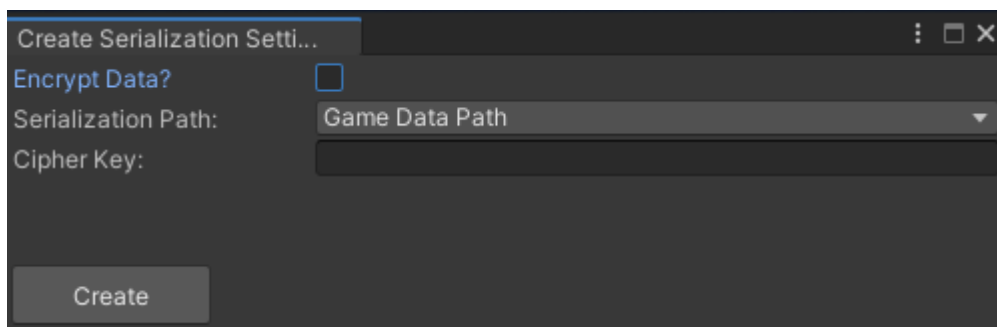 Create Serialization Setti...
Encrypt Data?
Serialization Path: Game Data Path
Cipher Key:
Create